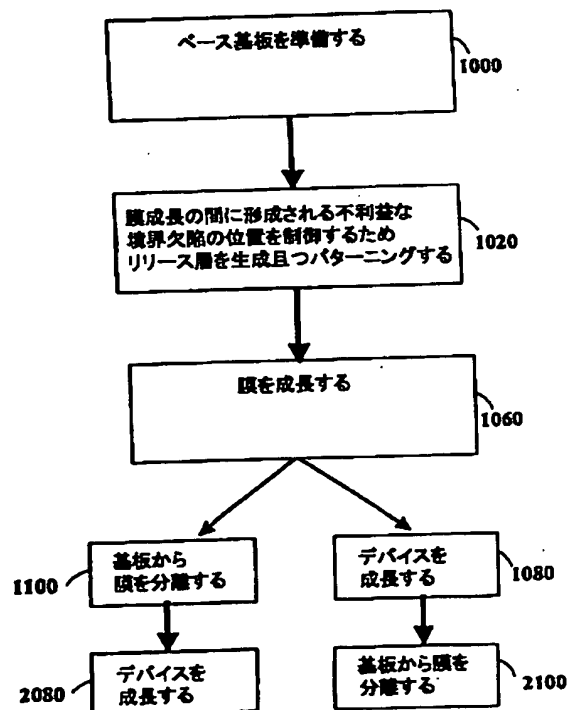 ベース基板を準備する
1000
膜成長の間に形成される不利益な
境界欠陥の位置を制御するため
リリース層を生成且つパターニングする
1020
膜を成長する
1060
基板から
膜を分離する
1100
デバイスを
成長する
1080
デバイスを
成長する
2080
基板から膜を
分離する
2100